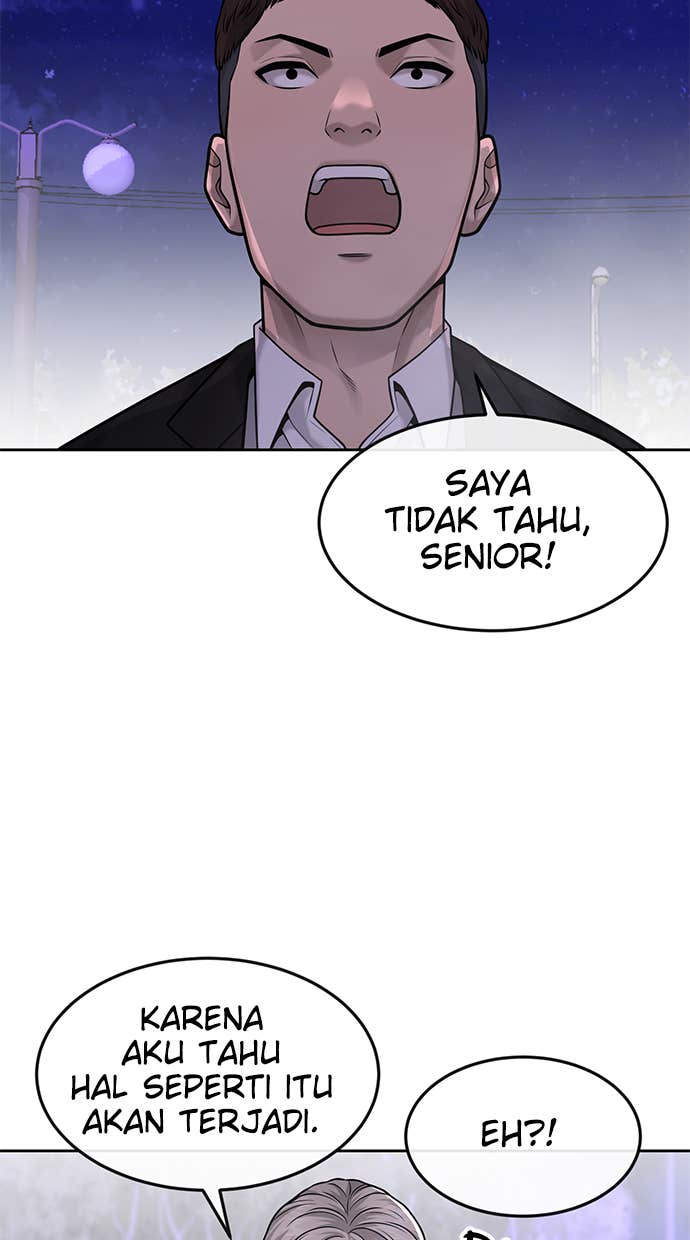 SAYA
TIDAK TAHU,
SENIOR!
KARENA
AKU TAHU
HAL SEPERTI ITU
AKAN TERJADI.
EH?!